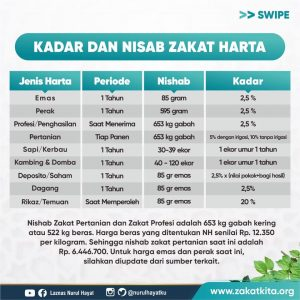 >> SWIPE
KADAR DAN NISAB ZAKAT HARTA
Jenis Harta Periode Nishab Kadar
Emas 1 Tahun 85 gram 2,5 %
Perak 1 Tahun 595 gram 2,5 %
Profesi/Penghasilan Saat Menerima 653 kg gabah 2,5 %
Pertanian Tiap Panen 653 kg gabah 5% dengan irigasi, 10% tanpa irigasi
Sapi/Kerbau 1 Tahun 30-39 ekor 1 ekor umur 1 tahun
Kambing & Domba 1 Tahun 40 - 120 ekor 1 ekor umur 1 tahun
Deposito/Saham 1 Tahun 85 gr emas 2,5% x (nilai pokok+bagi hasil)
Dagang 1 Tahun 85 gr emas 2,5%
Rikaz/Temuan Saat Memperoleh 85 gr emas 20 %
Nishab Zakat Pertanian dan Zakat Profesi adalah 653 kg gabah kering
atau 522 kg beras. Harga beras yang ditentukan NH senilai Rp. 12.350
per kilogram. Sehingga nishab zakat pertanian saat ini adalah
Rp. 6.446.700. Untuk harga emas dan perak saat ini,
silahkan diupdate dari sumber terkait.
Laznas Nurul Hayat
@nurulhayatku
www.zakatkita.org